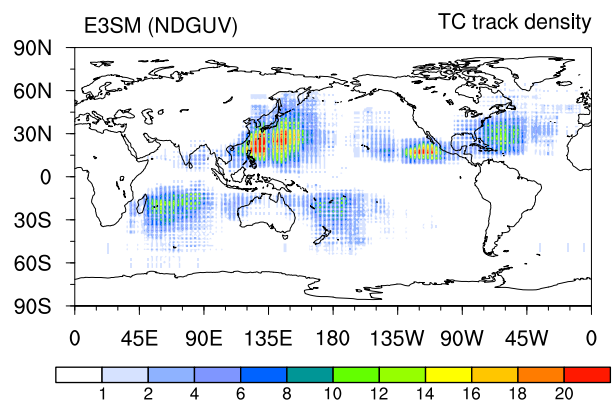 E3SM (NDGUV) TC track density
90N
60N
30N
0
30S
60S
90S
0 45E 90E 135E 180 135W 90W 45W 0
1 2 4 6 8 10 12 14 16 18 20